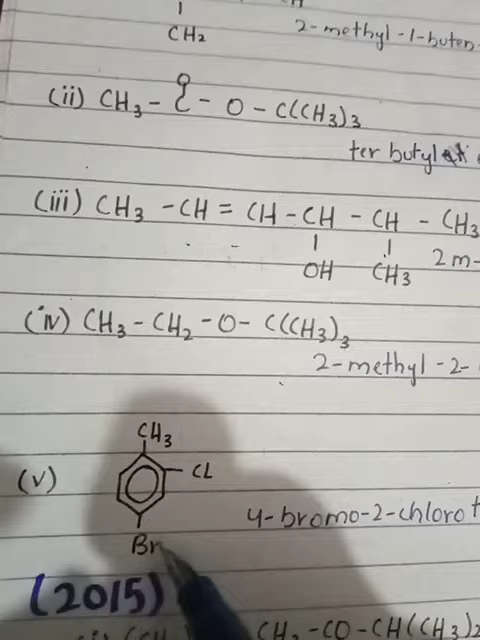 CH2
2-methyl-1-buten
(ii) CH3 - C - O - C(CH3)3
O
ter butyl
(iii) CH3 - CH = CH - CH - CH - CH3
OH CH3
2 m-
(iv) CH3 - CH2 - O - C(CH3)3
2-methyl-2-
CH3
(v)
CL
4-bromo-2-chloro t
Br
(2015)
CH3-CO-CH(CH3)2